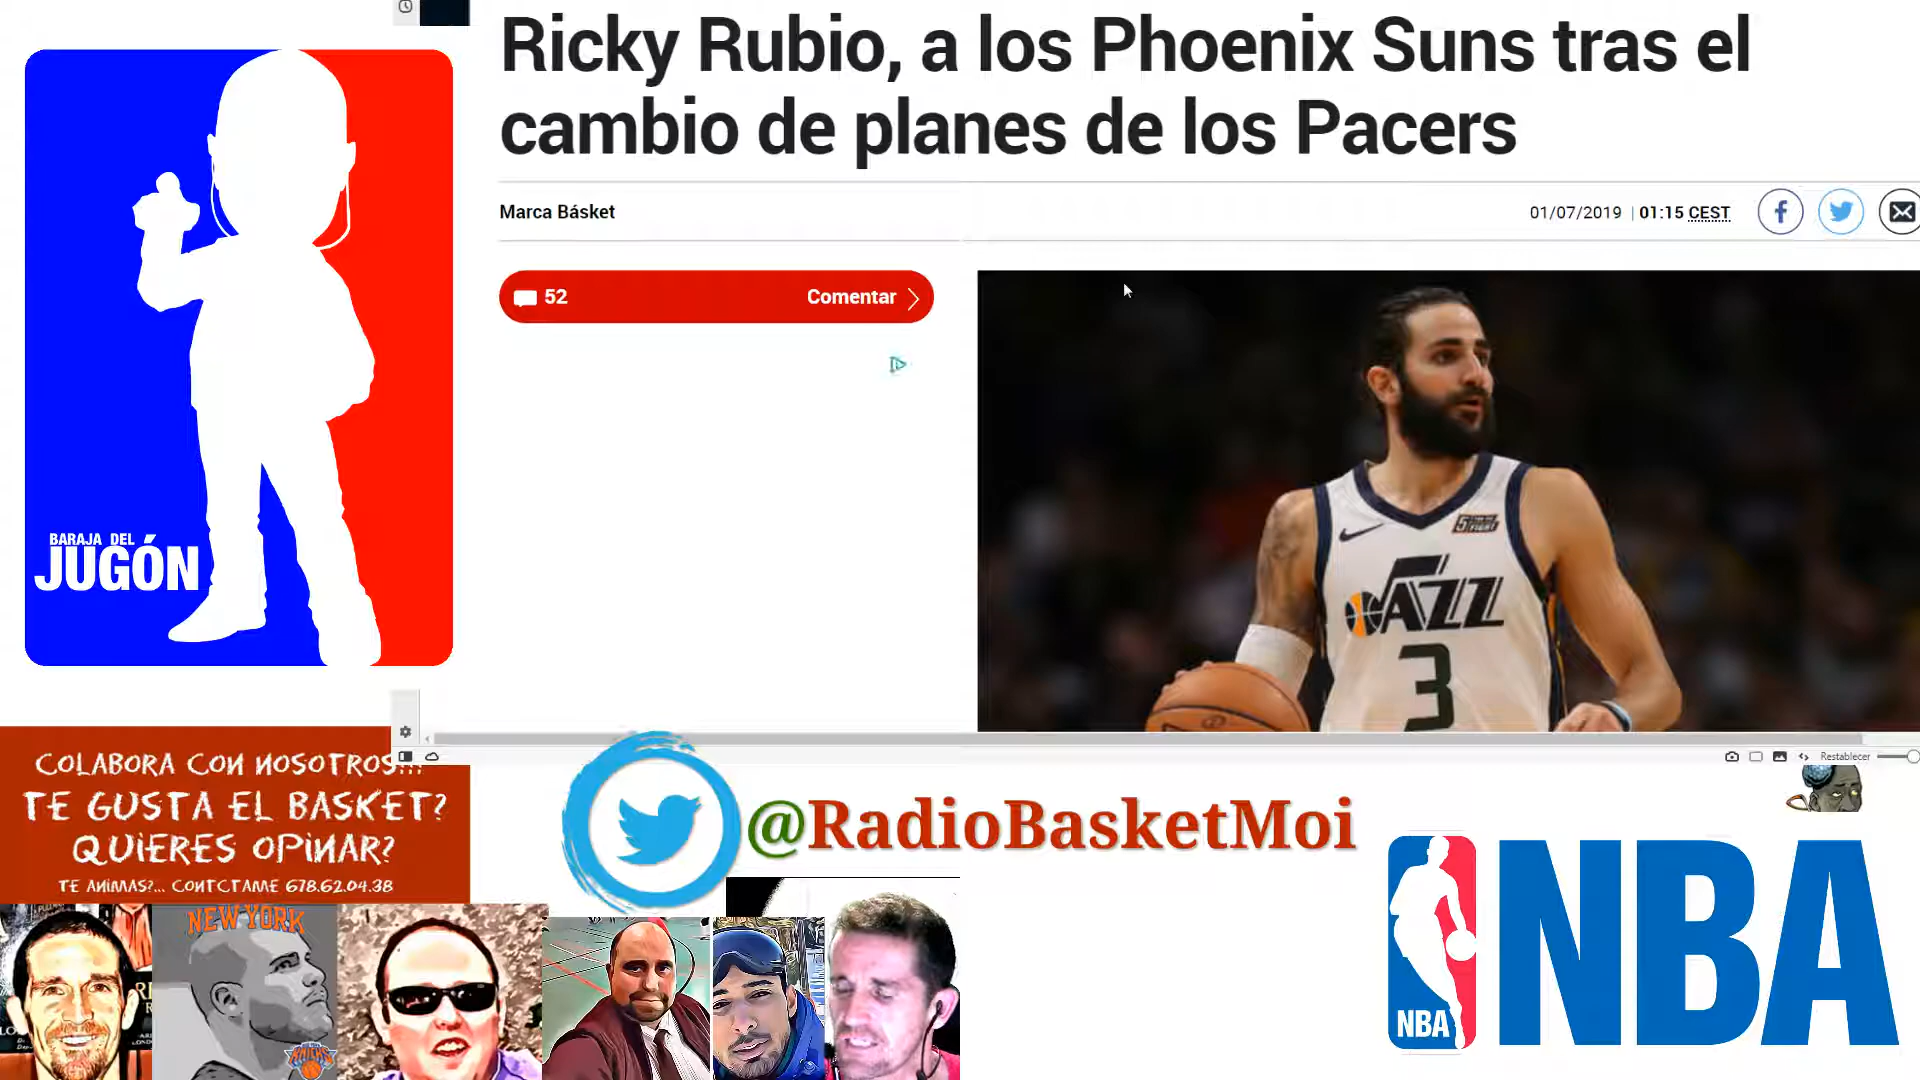 Ricky Rubio, a los Phoenix Suns tras el
cambio de planes de los Pacers
Marca Básket
01/07/2019 | 01:15 CEST
52
Comentar
JAZZ
3
BARAJA DEL
JUGÓN
Restablecer
COLABORA CON NOSOTROS...
TE GUSTA EL BASKET?
QUIERES OPINAR?
TE ANIMAS?... CONTCTAME 678.62.04.38
@RadioBasketMoi
NEW YORK
KNICKS
NBA
NBA